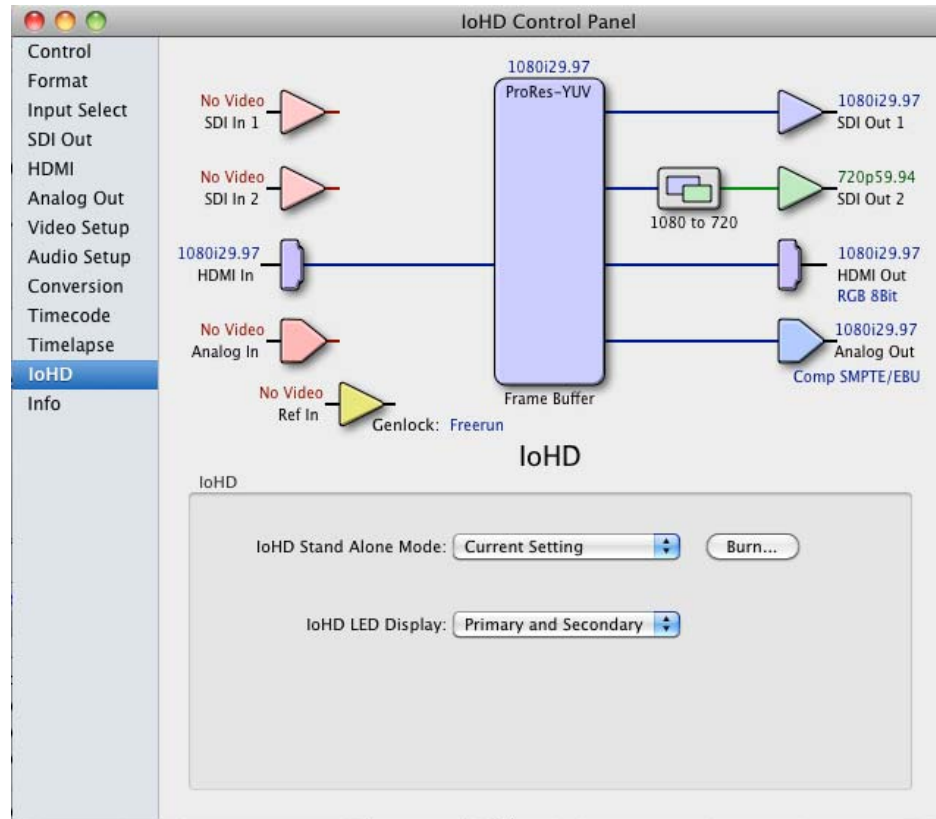 IoHD Control Panel
Control
Format
Input Select
SDI Out
HDMI
Analog Out
Video Setup
Audio Setup
Conversion
Timecode
Timelapse
IoHD
Info
1080i29.97
ProRes-YUV
Frame Buffer
No Video
SDI In 1
No Video
SDI In 2
1080i29.97
HDMI In
No Video
Analog In
No Video
Ref In
Genlock: Freerun
1080i29.97
SDI Out 1
1080 to 720
720p59.94
SDI Out 2
1080i29.97
HDMI Out
RGB 8Bit
1080i29.97
Analog Out
Comp SMPTE/EBU
IoHD
IoHD
IoHD Stand Alone Mode: Current Setting Burn...
IoHD LED Display: Primary and Secondary